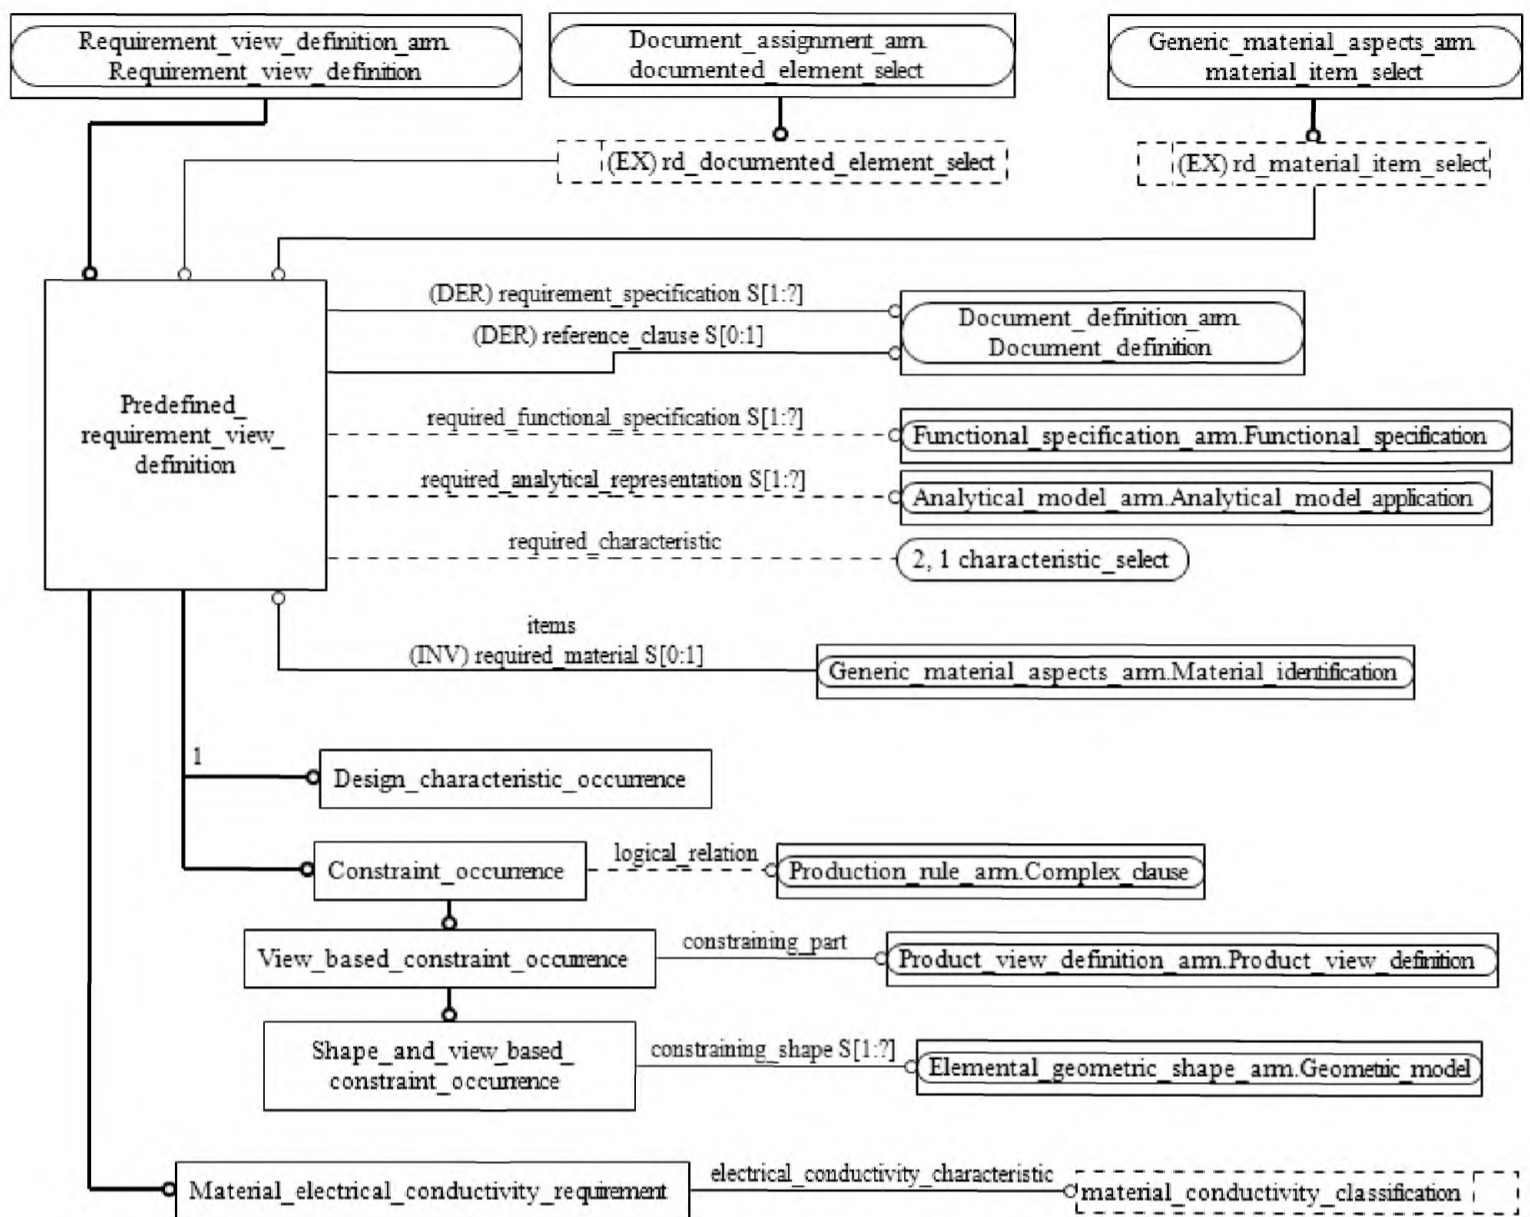 Requirement_view_definition_arm.
Requirement_view_definition
Document_assignment_arm.
documented_element_select
Generic_material_aspects_arm.
material_item_select
(EX) rd_documented_element_select
(EX) rd_material_item_select
(DER) requirement_specification S[1:?]
(DER) reference_clause S[0:1]
Document_definition_arm.
Document_definition
Predefined_
requirement_view_
definition
required_functional_specification S[1:?]
Functional_specification_arm.Functional_specification
required_analytical_representation S[1:?]
Analytical_model_arm.Analytical_model_application
required_characteristic
2, 1 characteristic_select
items
(INV) required_material S[0:1]
Generic_material_aspects_arm.Material_identification
1
Design_characteristic_occurrence
Constraint_occurrence
logical_relation
Production_rule_arm.Complex_clause
View_based_constraint_occurrence
constraining_part
Product_view_definition_arm.Product_view_definition
Shape_and_view_based_
constraint_occurrence
constraining_shape S[1:?]
Elemental_geometric_shape_arm.Geometric_model
Material_electrical_conductivity_requirement
electrical_conductivity_characteristic
material_conductivity_classification